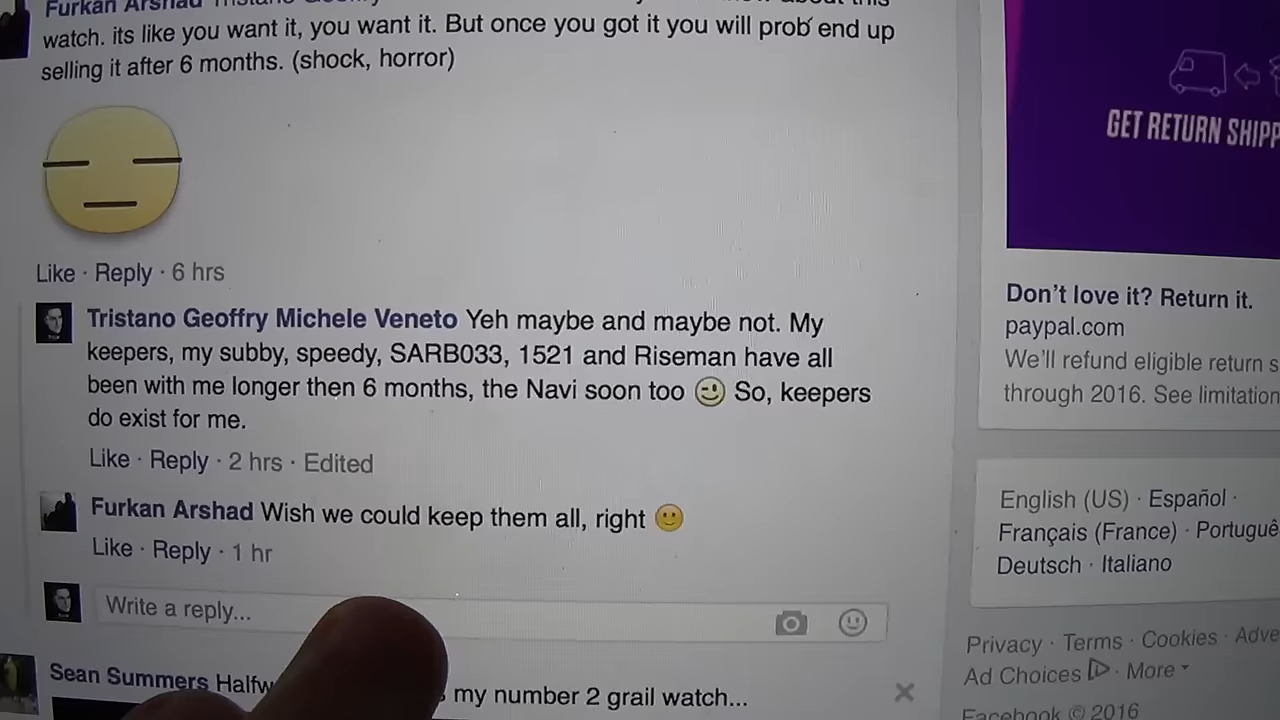 Furkan Arshad
watch. its like you want it, you want it. But once you got it you will prob end up
selling it after 6 months. (shock, horror)
Like · Reply · 6 hrs
Tristano Geoffry Michele Veneto Yeh maybe and maybe not. My
keepers, my subby, speedy, SARB033, 1521 and Riseman have all
been with me longer then 6 months, the Navi soon too So, keepers
do exist for me.
Like · Reply · 2 hrs · Edited
Furkan Arshad Wish we could keep them all, right
Like · Reply · 1 hr
Write a reply...
Sean Summers my number 2 grail watch...
GET RETURN
Don't love it? Return it.
paypal.com
We'll refund eligible return
through 2016. See
English (US) · Español ·
Français (France) ·
Deutsch · Italiano
Privacy · Terms · Cookies ·
Ad Choices · More
Facebook © 2016